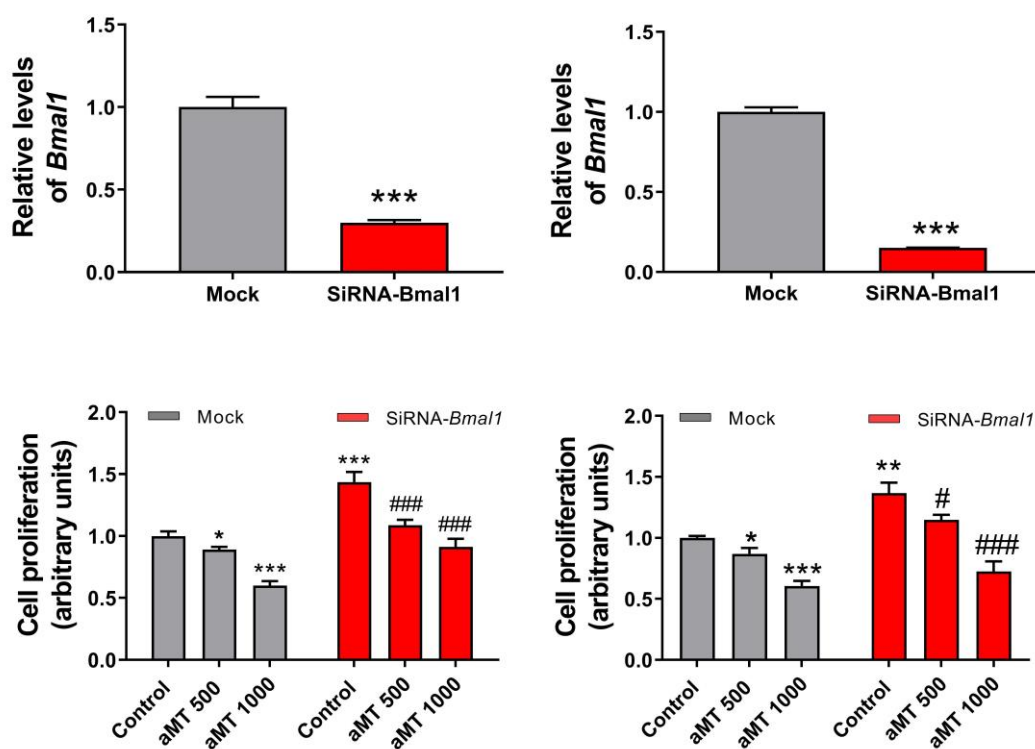 Relative levels
of Bmal1
1.5
1.0
0.5
0.0
***
Mock
SiRNA-Bmal1
Relative levels
of Bmal1
1.5
1.0
0.5
0.0
***
Mock
SiRNA-Bmal1
Cell proliferation
(arbitrary units)
2.0
1.5
1.0
0.5
0.0
Mock
SiRNA-Bmal1
*
***
***
###
###
Control
aMT 500
aMT 1000
Control
aMT 500
aMT 1000
Cell proliferation
(arbitrary units)
2.0
1.5
1.0
0.5
0.0
Mock
SiRNA-Bmal1
*
***
**
#
###
Control
aMT 500
aMT 1000
Control
aMT 500
aMT 1000